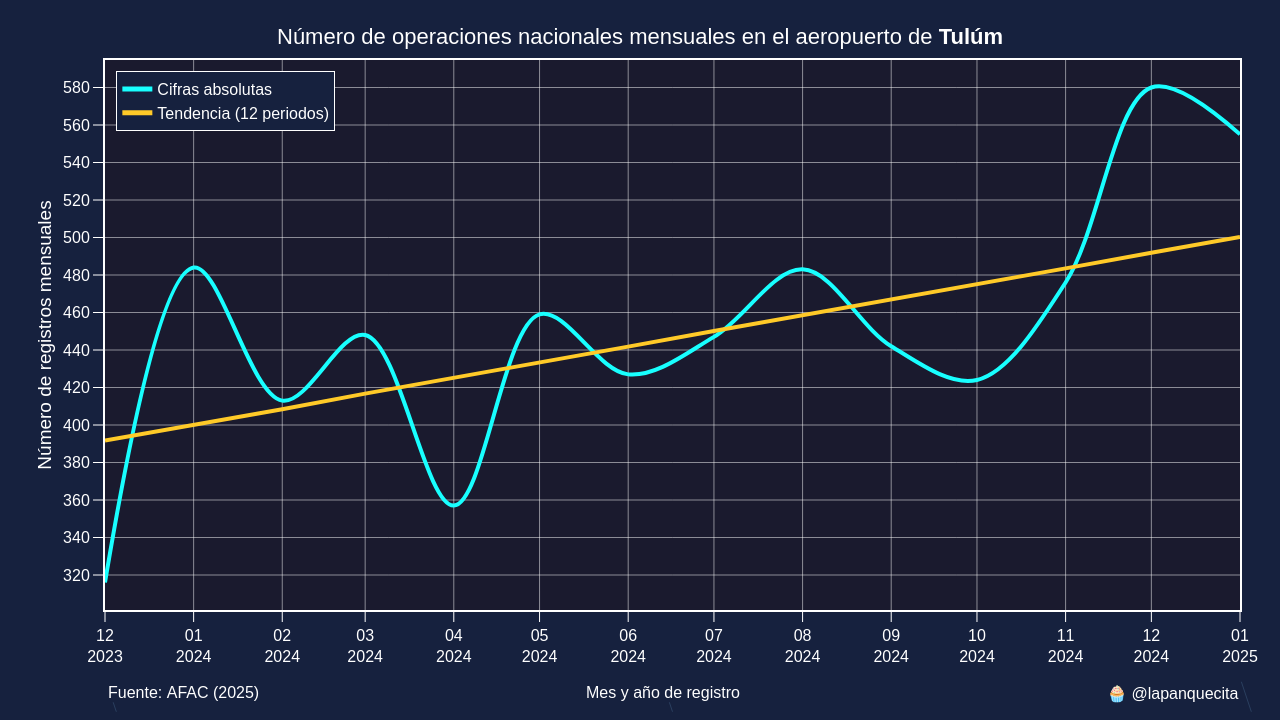 Número de operaciones nacionales mensuales en el aeropuerto de Tulúm
Cifras absolutas
Tendencia (12 periodos)
Número de registros mensuales
580
560
540
520
500
480
460
440
420
400
380
360
340
320
12 01 02 03 04 05 06 07 08 09 10 11 12 01
2023 2024 2024 2024 2024 2024 2024 2024 2024 2024 2024 2024 2024 2025
Fuente: AFAC (2025) Mes y año de registro 🧁 @lapanquecita